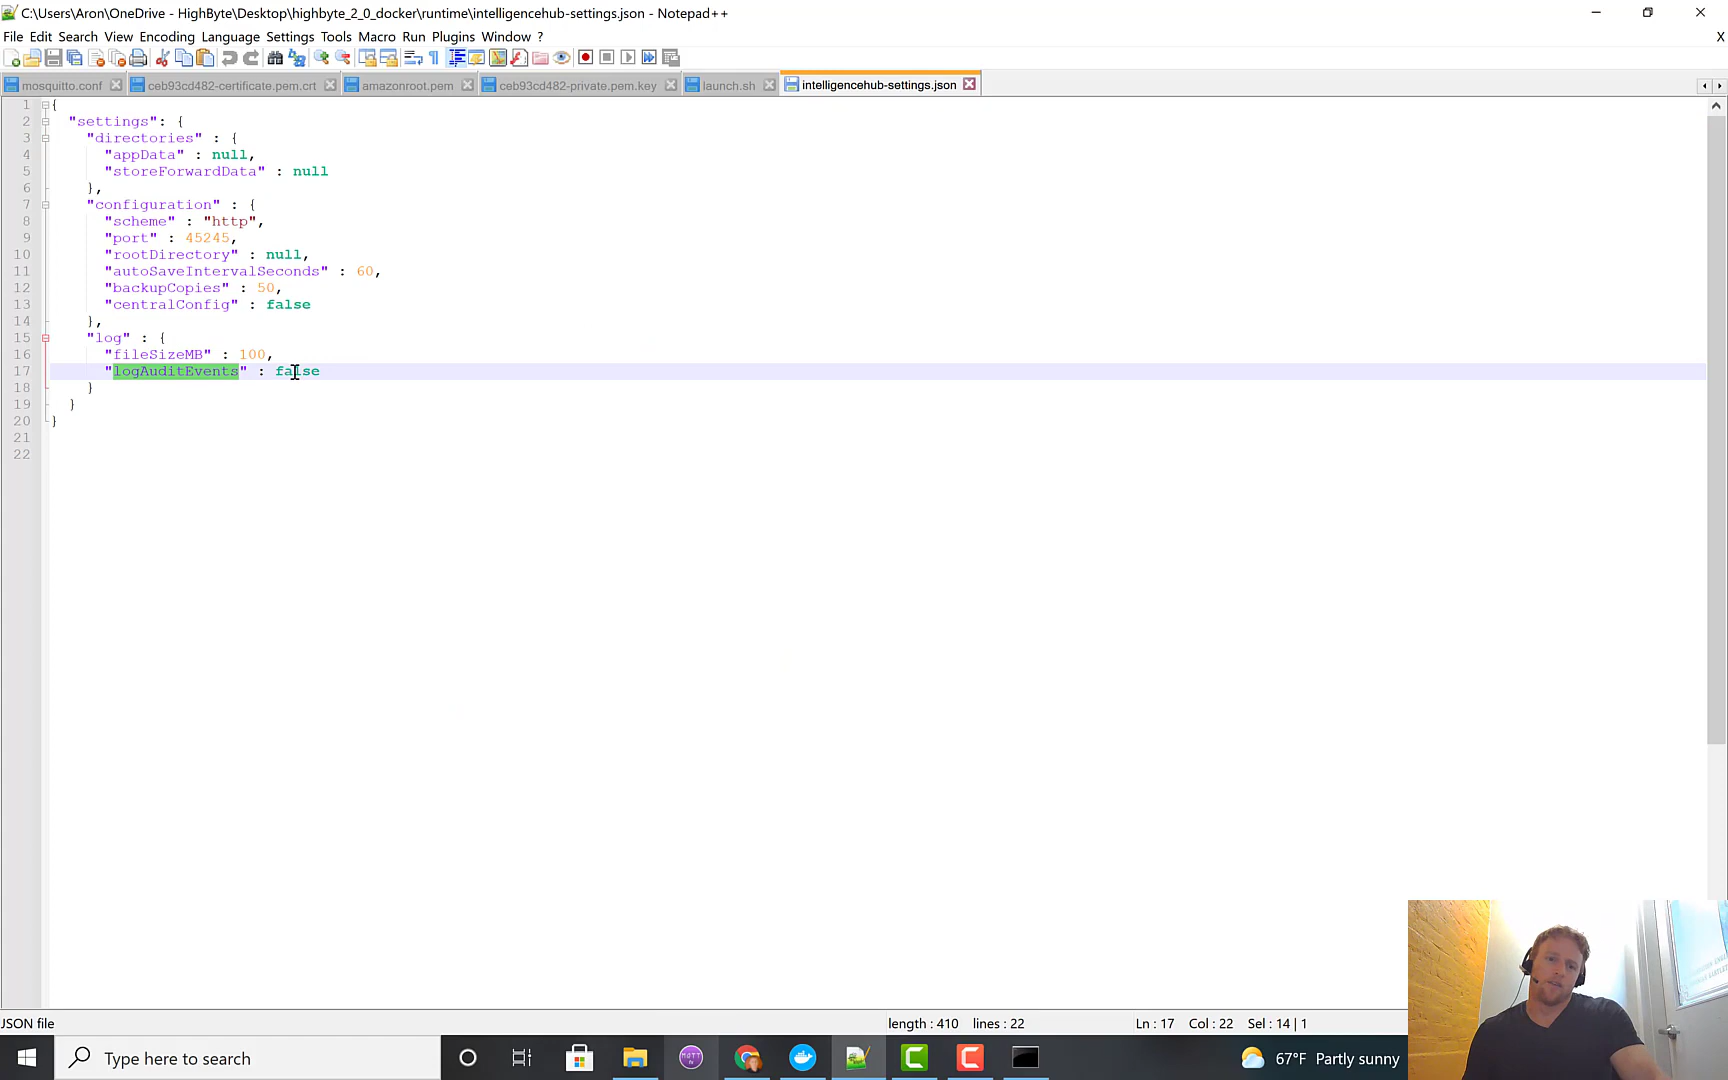 C:\Users\Aron\OneDrive - HighByte\Desktop\highbyte_2_0_docker\runtime\intelligencehub-settings.json - Notepad++
File Edit Search View Encoding Language Settings Tools Macro Run Plugins Window ? X
mosquitto.conf ceb93cd482-certificate.pem.crt amazonroot.pem ceb93cd482-private.pem.key launch.sh intelligencehub-settings.json
1 {
2 "settings": {
3 "directories" : {
4 "appData" : null,
5 "storeForwardData" : null
6 },
7 "configuration" : {
8 "scheme" : "http",
9 "port" : 45245,
10 "rootDirectory" : null,
11 "autoSaveIntervalSeconds" : 60,
12 "backupCopies" : 50,
13 "centralConfig" : false
14 },
15 "log" : {
16 "fileSizeMB" : 100,
17 "logAuditEvents" : false
18 }
19 }
20 }
21
22
JSON file length : 410 lines : 22 Ln : 17 Col : 22 Sel : 14 | 1
Type here to search 67°F Partly sunny